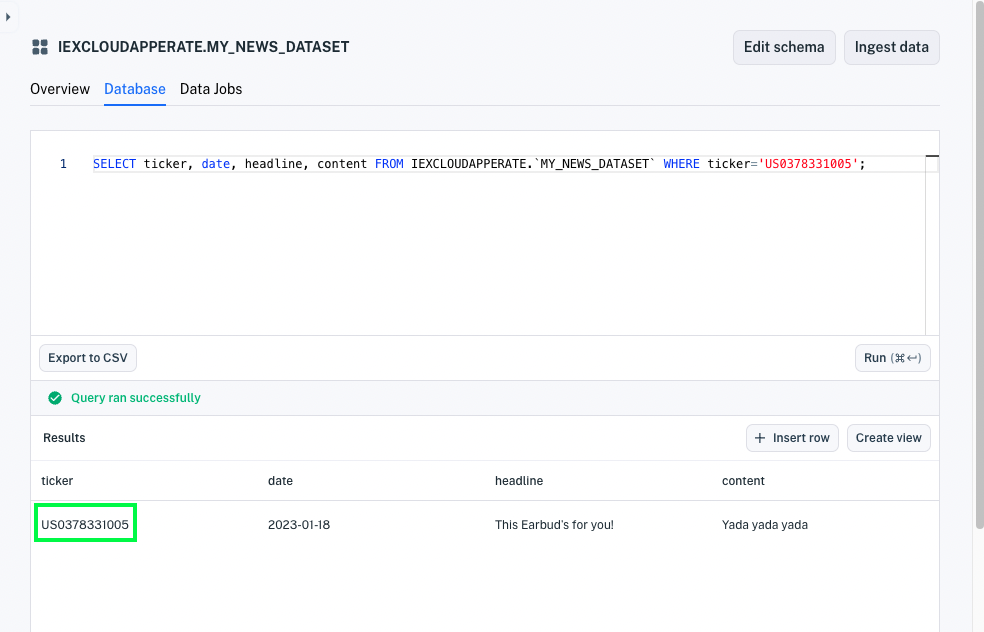 IEXCLOUDAPPERATE.MY_NEWS_DATASET
Edit schema
Ingest data
Overview Database Data Jobs
1 SELECT ticker, date, headline, content FROM IEXCLOUDAPPERATE.`MY_NEWS_DATASET` WHERE ticker='US0378331005';
Export to CSV
Run (⌘↩)
Query ran successfully
Results
+ Insert row
Create view
ticker date headline content
US0378331005 2023-01-18 This Earbud's for you! Yada yada yada